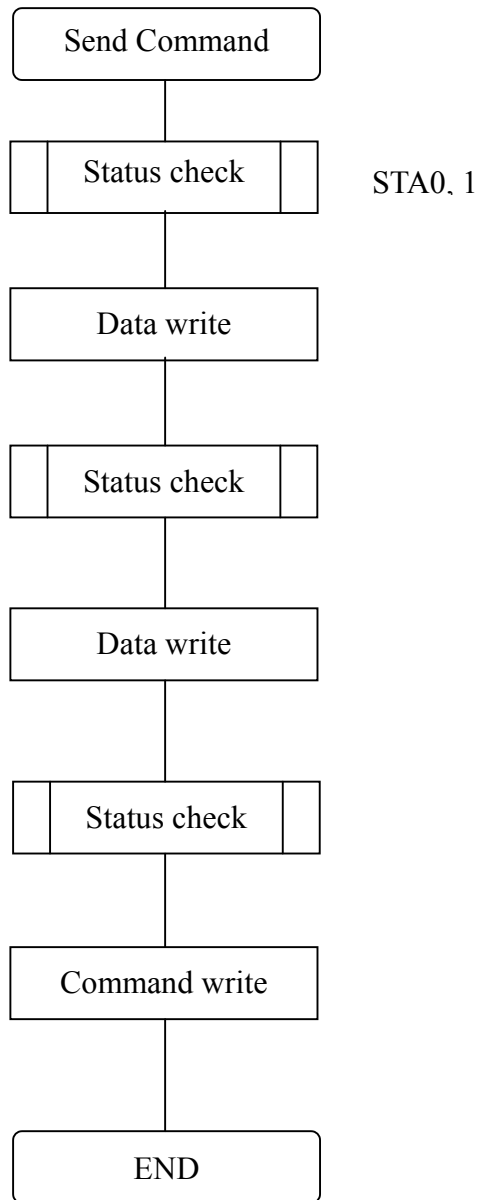 Send Command
Status check
STA0, 1
Data write
Status check
Data write
Status check
Command write
END